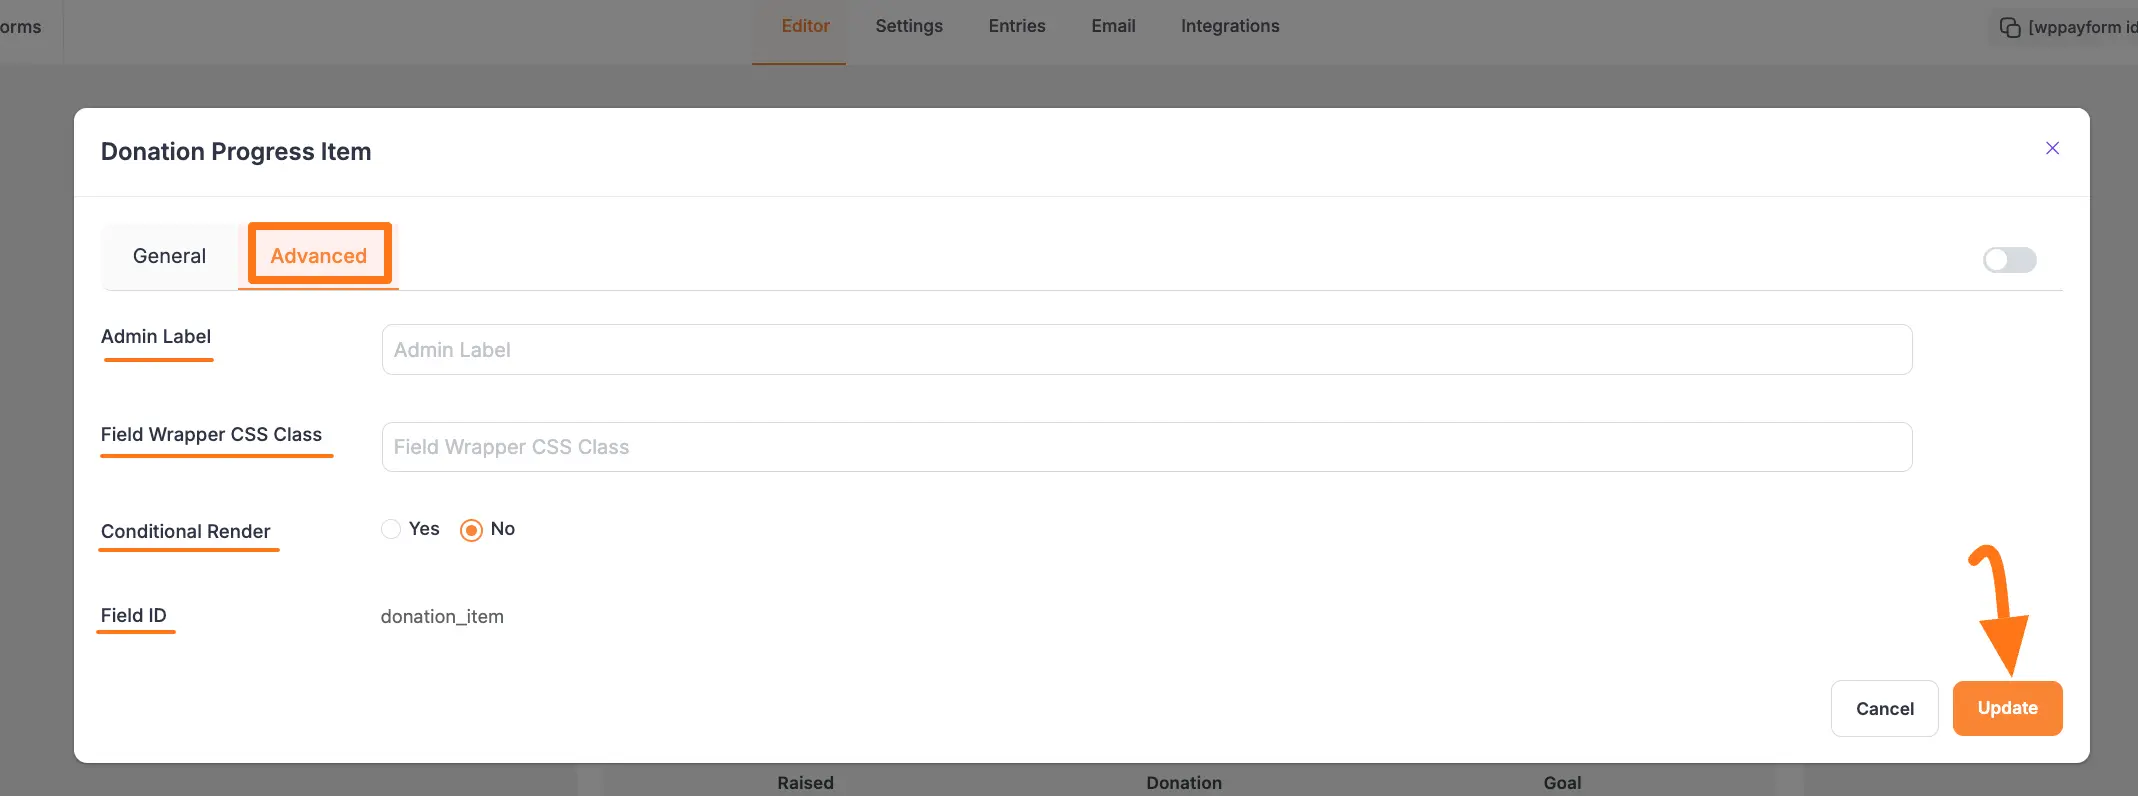 orms
Editor Settings Entries Email Integrations
[wppayform id
Donation Progress Item
General Advanced
Admin Label
Admin Label
Field Wrapper CSS Class
Field Wrapper CSS Class
Conditional Render
Yes No
Field ID
donation_item
Cancel Update
Raised Donation Goal